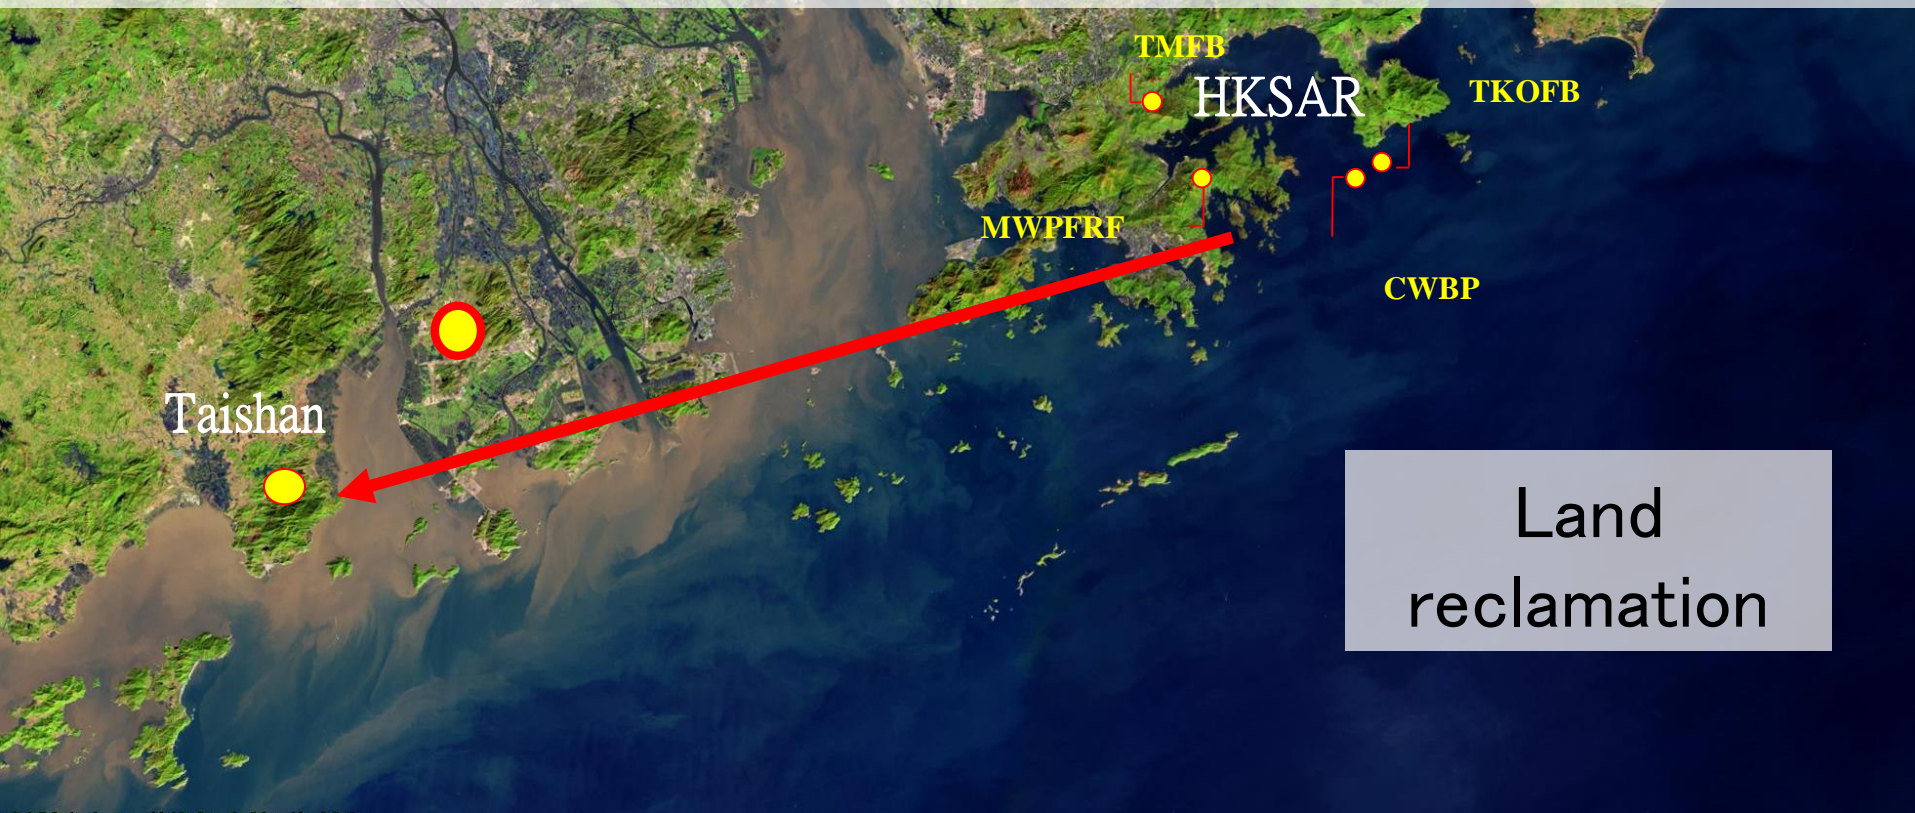 TMFB
HKSAR
TKOFB
MWPFRF
CWBP
Taishan
Land
reclamation